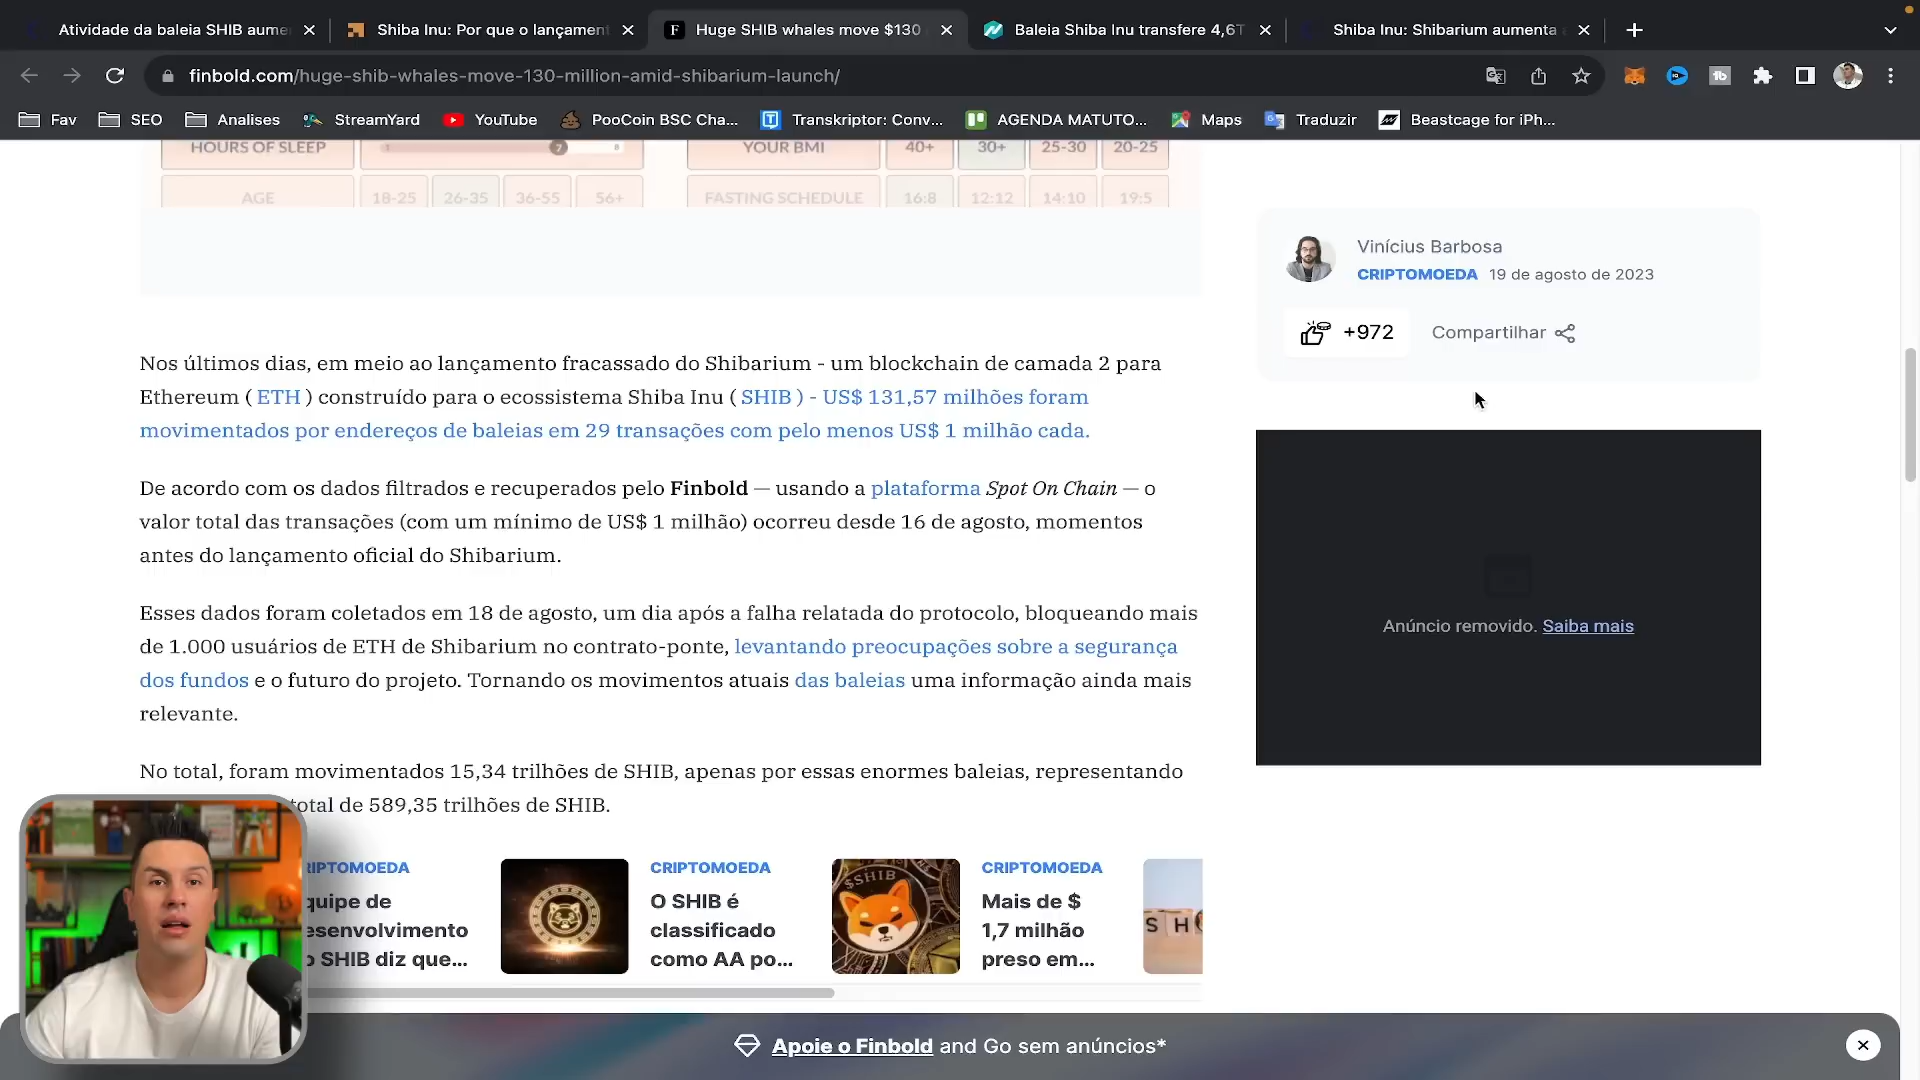 Atividade da baleia SHIB aume
Shiba Inu: Por que o lançament
Huge SHIB whales move $130
Baleia Shiba Inu transfere 4,6T
Shiba Inu: Shibarium aumenta
finbold.com/huge-shib-whales-move-130-million-amid-shibarium-launch/
Fav
SEO
Analises
StreamYard
YouTube
PooCoin BSC Cha...
Transkriptor: Conv...
AGENDA MATUTO...
Maps
Traduzir
Beastcage for iPh...
HOURS OF SLEEP
1 7 8
YOUR BMI 40+ 30+ 25-30 20-25
AGE 18-25 26-35 36-55 56+
FASTING SCHEDULE 16:8 12:12 14:10 19:5
Vinícius Barbosa
CRIPTOMOEDA 19 de agosto de 2023
+972 Compartilhar
Nos últimos dias, em meio ao lançamento fracassado do Shibarium - um blockchain de camada 2 para
Ethereum ( ETH ) construído para o ecossistema Shiba Inu ( SHIB ) - US$ 131,57 milhões foram
movimentados por endereços de baleias em 29 transações com pelo menos US$ 1 milhão cada.
De acordo com os dados filtrados e recuperados pelo Finbold — usando a plataforma Spot On Chain — o
valor total das transações (com um mínimo de US$ 1 milhão) ocorreu desde 16 de agosto, momentos
antes do lançamento oficial do Shibarium.
Esses dados foram coletados em 18 de agosto, um dia após a falha relatada do protocolo, bloqueando mais
de 1.000 usuários de ETH de Shibarium no contrato-ponte, levantando preocupações sobre a segurança
dos fundos e o futuro do projeto. Tornando os movimentos atuais das baleias uma informação ainda mais
relevante.
No total, foram movimentados 15,34 trilhões de SHIB, apenas por essas enormes baleias, representando
total de 589,35 trilhões de SHIB.
Anúncio removido. Saiba mais
RIPTOMOEDA
quipe de
esenvolvimento
o SHIB diz que...
CRIPTOMOEDA
O SHIB é
classificado
como AA po...
$SHIB
CRIPTOMOEDA
Mais de $
1,7 milhão
preso em...
SH
Apoie o Finbold and Go sem anúncios*